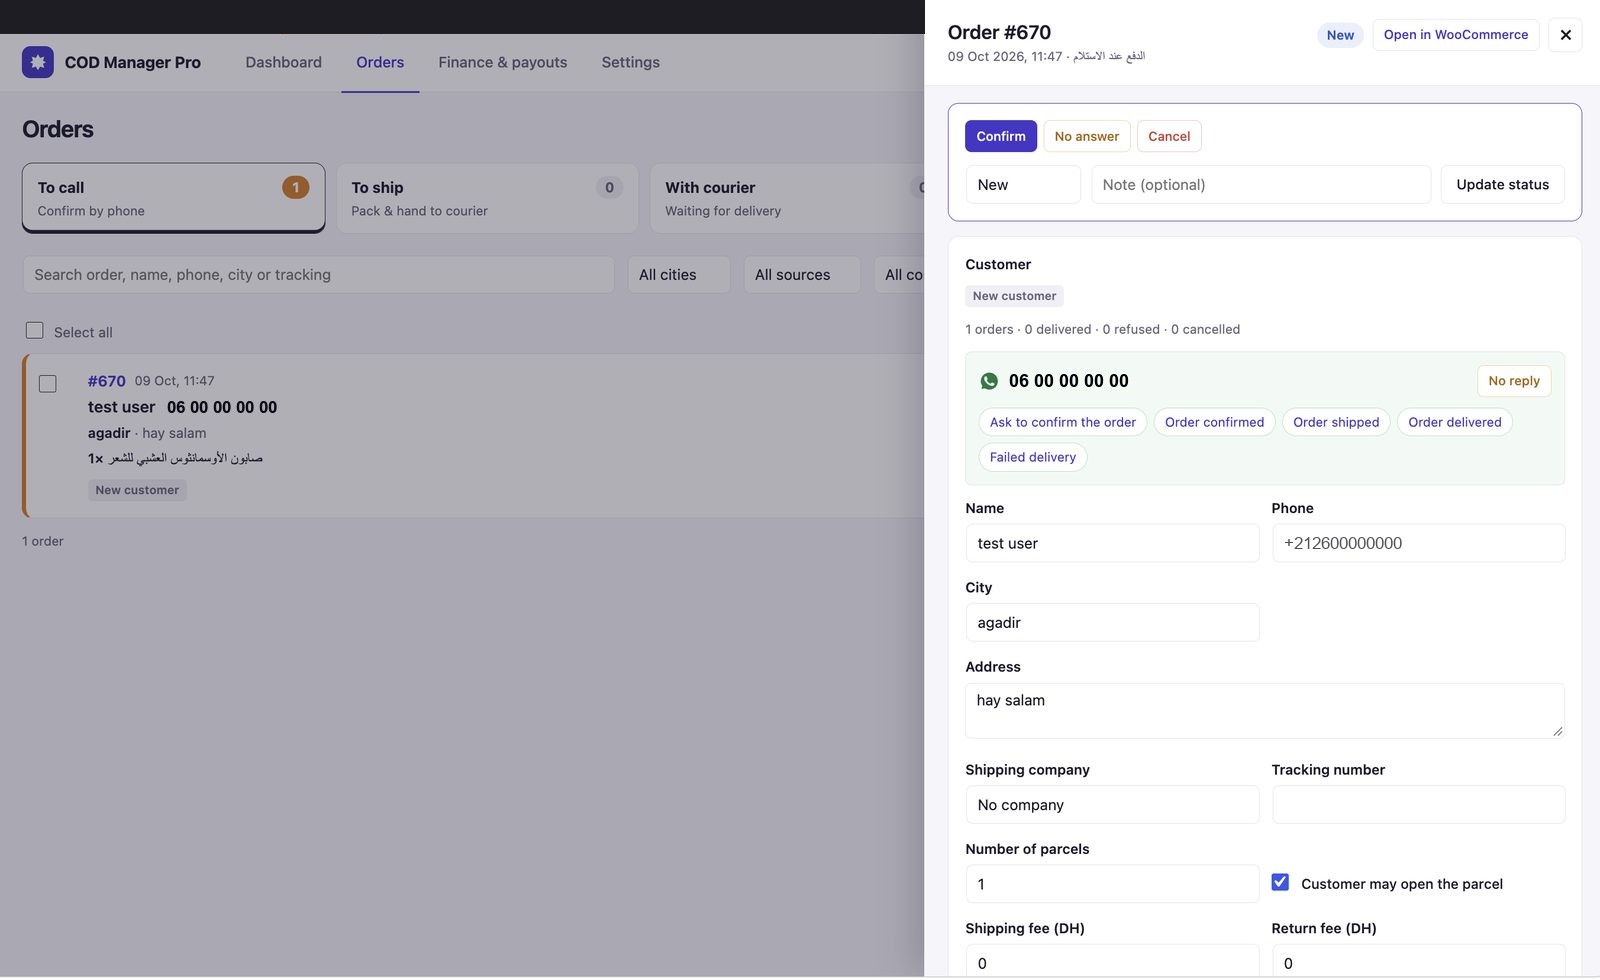 COD Manager Pro
Dashboard
Orders
Finance & payouts
Settings
Orders
To call
1
Confirm by phone
To ship
0
Pack & hand to courier
With courier
Waiting for delivery
Search order, name, phone, city or tracking
All cities
All sources
All co
Select all
#670 09 Oct, 11:47
test user 06 00 00 00 00
agadir · hay salam
1× صابون الأوسمانثوس العشبي للشعر
New customer
1 order
Order #670
New
Open in WooCommerce
✕
09 Oct 2026, 11:47 · الدفع عند الاستلام
Confirm
No answer
Cancel
New
Note (optional)
Update status
Customer
New customer
1 orders · 0 delivered · 0 refused · 0 cancelled
06 00 00 00 00
No reply
Ask to confirm the order
Order confirmed
Order shipped
Order delivered
Failed delivery
Name
Phone
test user
+212600000000
City
agadir
Address
hay salam
Shipping company
Tracking number
No company
Number of parcels
1
Customer may open the parcel
Shipping fee (DH)
Return fee (DH)
0
0